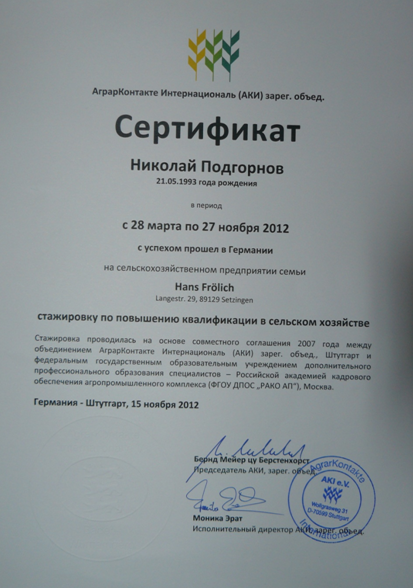 АграрКонтакте Интернациональ (АКИ) зарег. объед.
Сертификат
Николай Подгорнов
21.05.1993 года рождения
в период
с 28 марта по 27 ноября 2012
с успехом прошел в Германии
на сельскохозяйственном предприятии семьи
Hans Frölich
Langestr. 29, 89129 Setzingen
стажировку по повышению квалификации в сельском хозяйстве
Стажировка проводилась на основе совместного соглашения 2007 года между
объединением АграрКонтакте Интернациональ (АКИ) зарег. объед., Штутгарт и
федеральным государственным образовательным учреждением дополнительного
профессионального образования специалистов – Российской академией кадрового
обеспечения агропромышленного комплекса (ФГОУ ДПОС „РАКО АП“), Москва.
Германия - Штутгарт, 15 ноября 2012
Бернд Мейер цу Берстенхорст
Председатель АКИ, зарег. объед.
Моника Эрат
Исполнительный директор АКИ, зарег. объед.
AgrarKontakte
AKI e.V.
Wollgrasweg 31
D-70599 Stuttgart
International